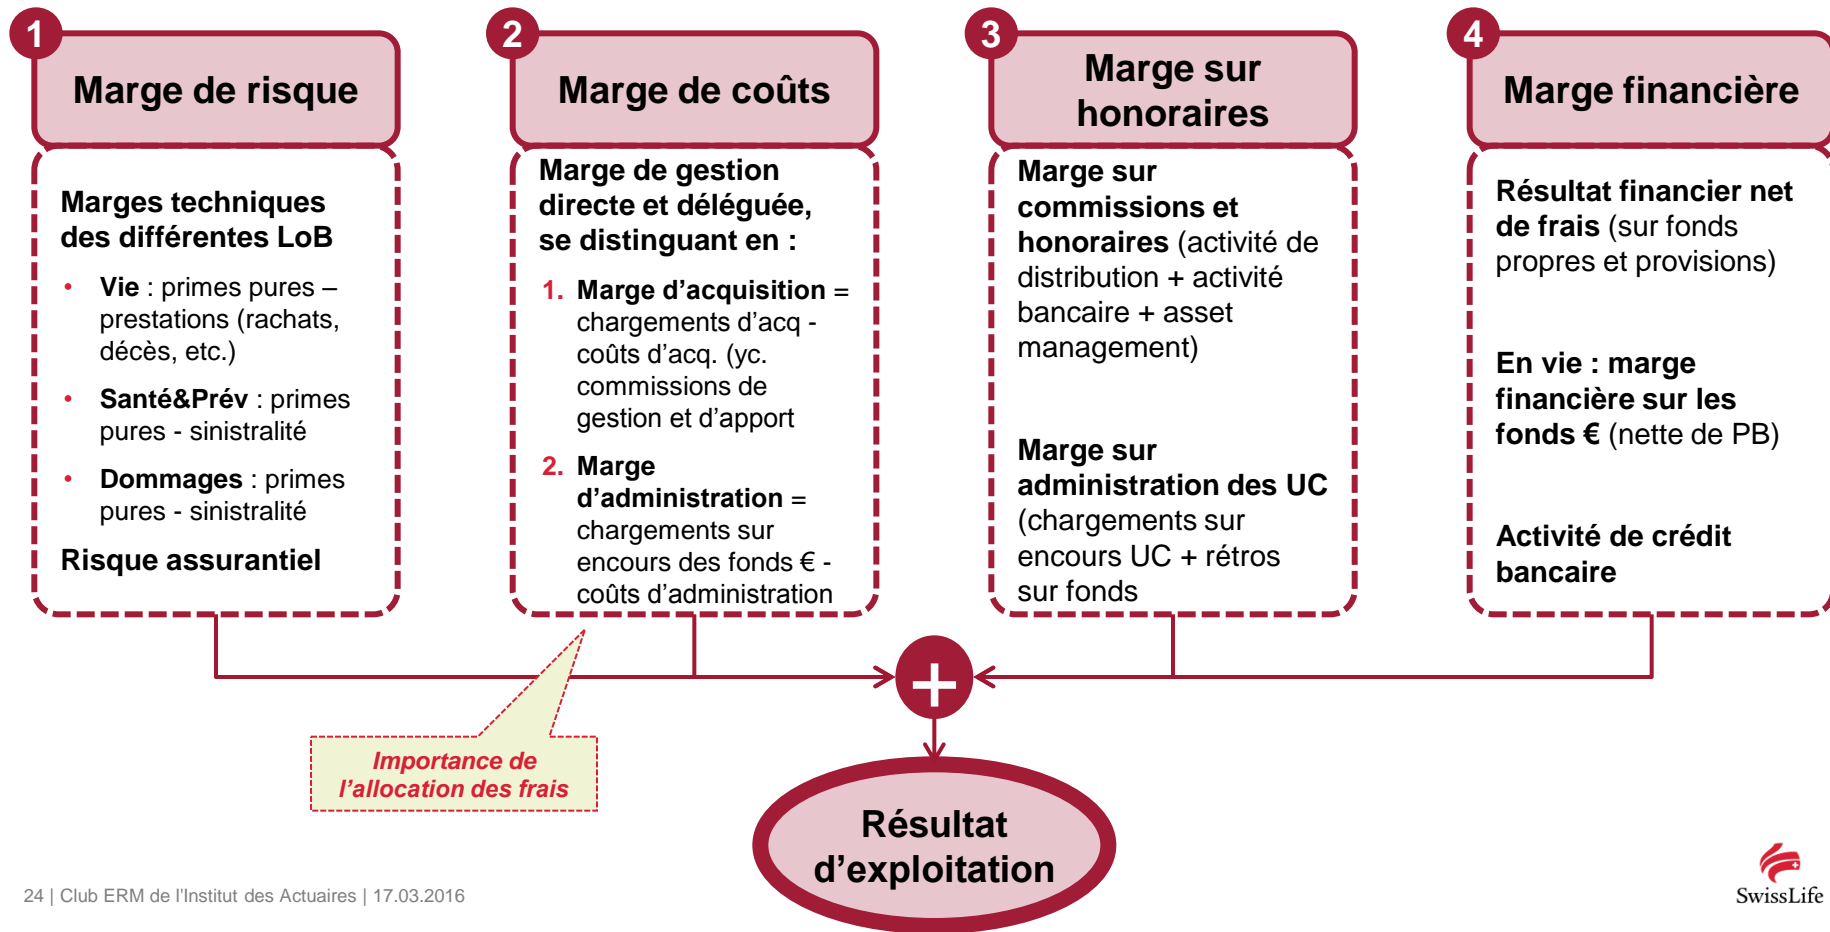 1
Marge de risque
Marges techniques
des différentes LoB
• Vie : primes pures –
prestations (rachats,
décès, etc.)
• Santé&Prév : primes
pures - sinistralité
• Dommages : primes
pures - sinistralité
Risque assurantiel
2
Marge de coûts
Marge de gestion
directe et déléguée,
se distinguant en :
1. Marge d’acquisition =
chargements d’acq -
coûts d’acq. (yc.
commissions de
gestion et d’apport
2. Marge
d’administration =
chargements sur
encours des fonds € -
coûts d’administration
3
Marge sur
honoraires
Marge sur
commissions et
honoraires (activité de
distribution + activité
bancaire + asset
management)
Marge sur
administration des UC
(chargements sur
encours UC + rétros
sur fonds
4
Marge financière
Résultat financier net
de frais (sur fonds
propres et provisions)
En vie : marge
financière sur les
fonds € (nette de PB)
Activité de crédit
bancaire
+
Importance de
l’allocation des frais
Résultat
d’exploitation
24 | Club ERM de l’Institut des Actuaires | 17.03.2016
SwissLife